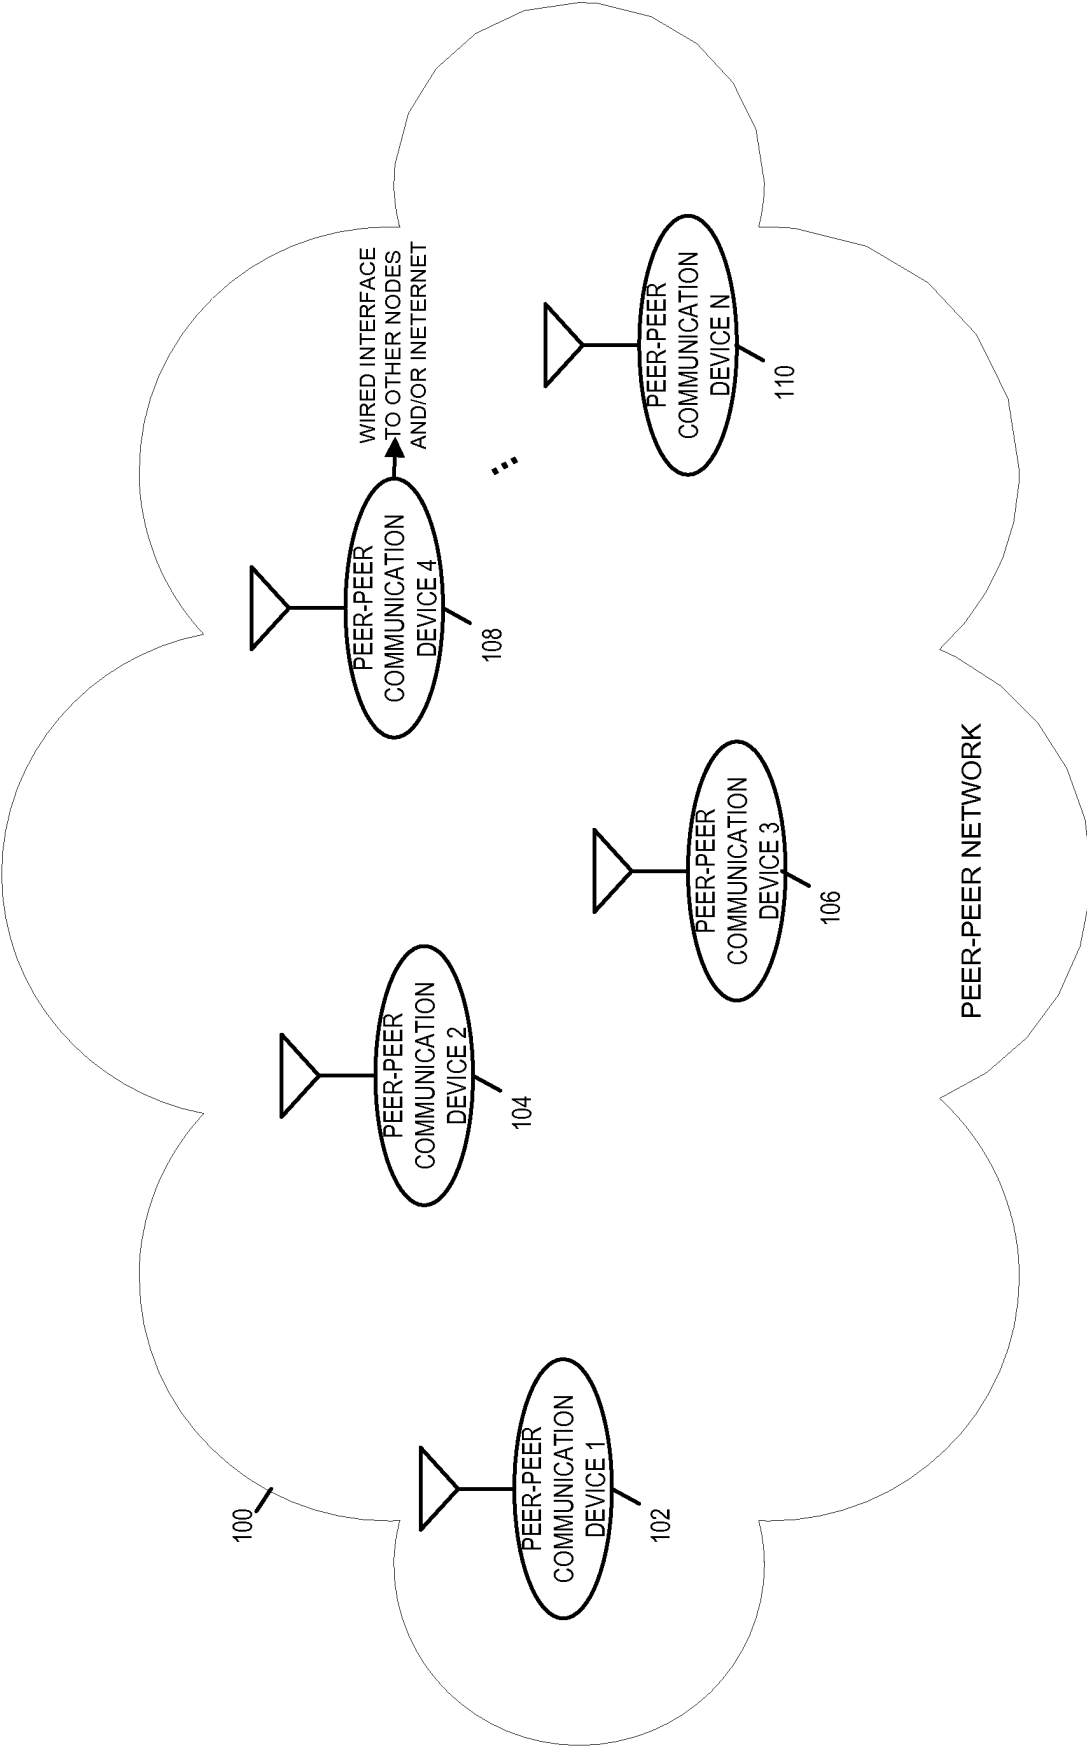 100
PEER-PEER
COMMUNICATION
DEVICE 1
102
PEER-PEER
COMMUNICATION
DEVICE 2
104
PEER-PEER
COMMUNICATION
DEVICE 3
106
PEER-PEER
COMMUNICATION
DEVICE 4
108
WIRED INTERFACE
TO OTHER NODES
AND/OR INETERNET
...
PEER-PEER
COMMUNICATION
DEVICE N
110
PEER-PEER NETWORK